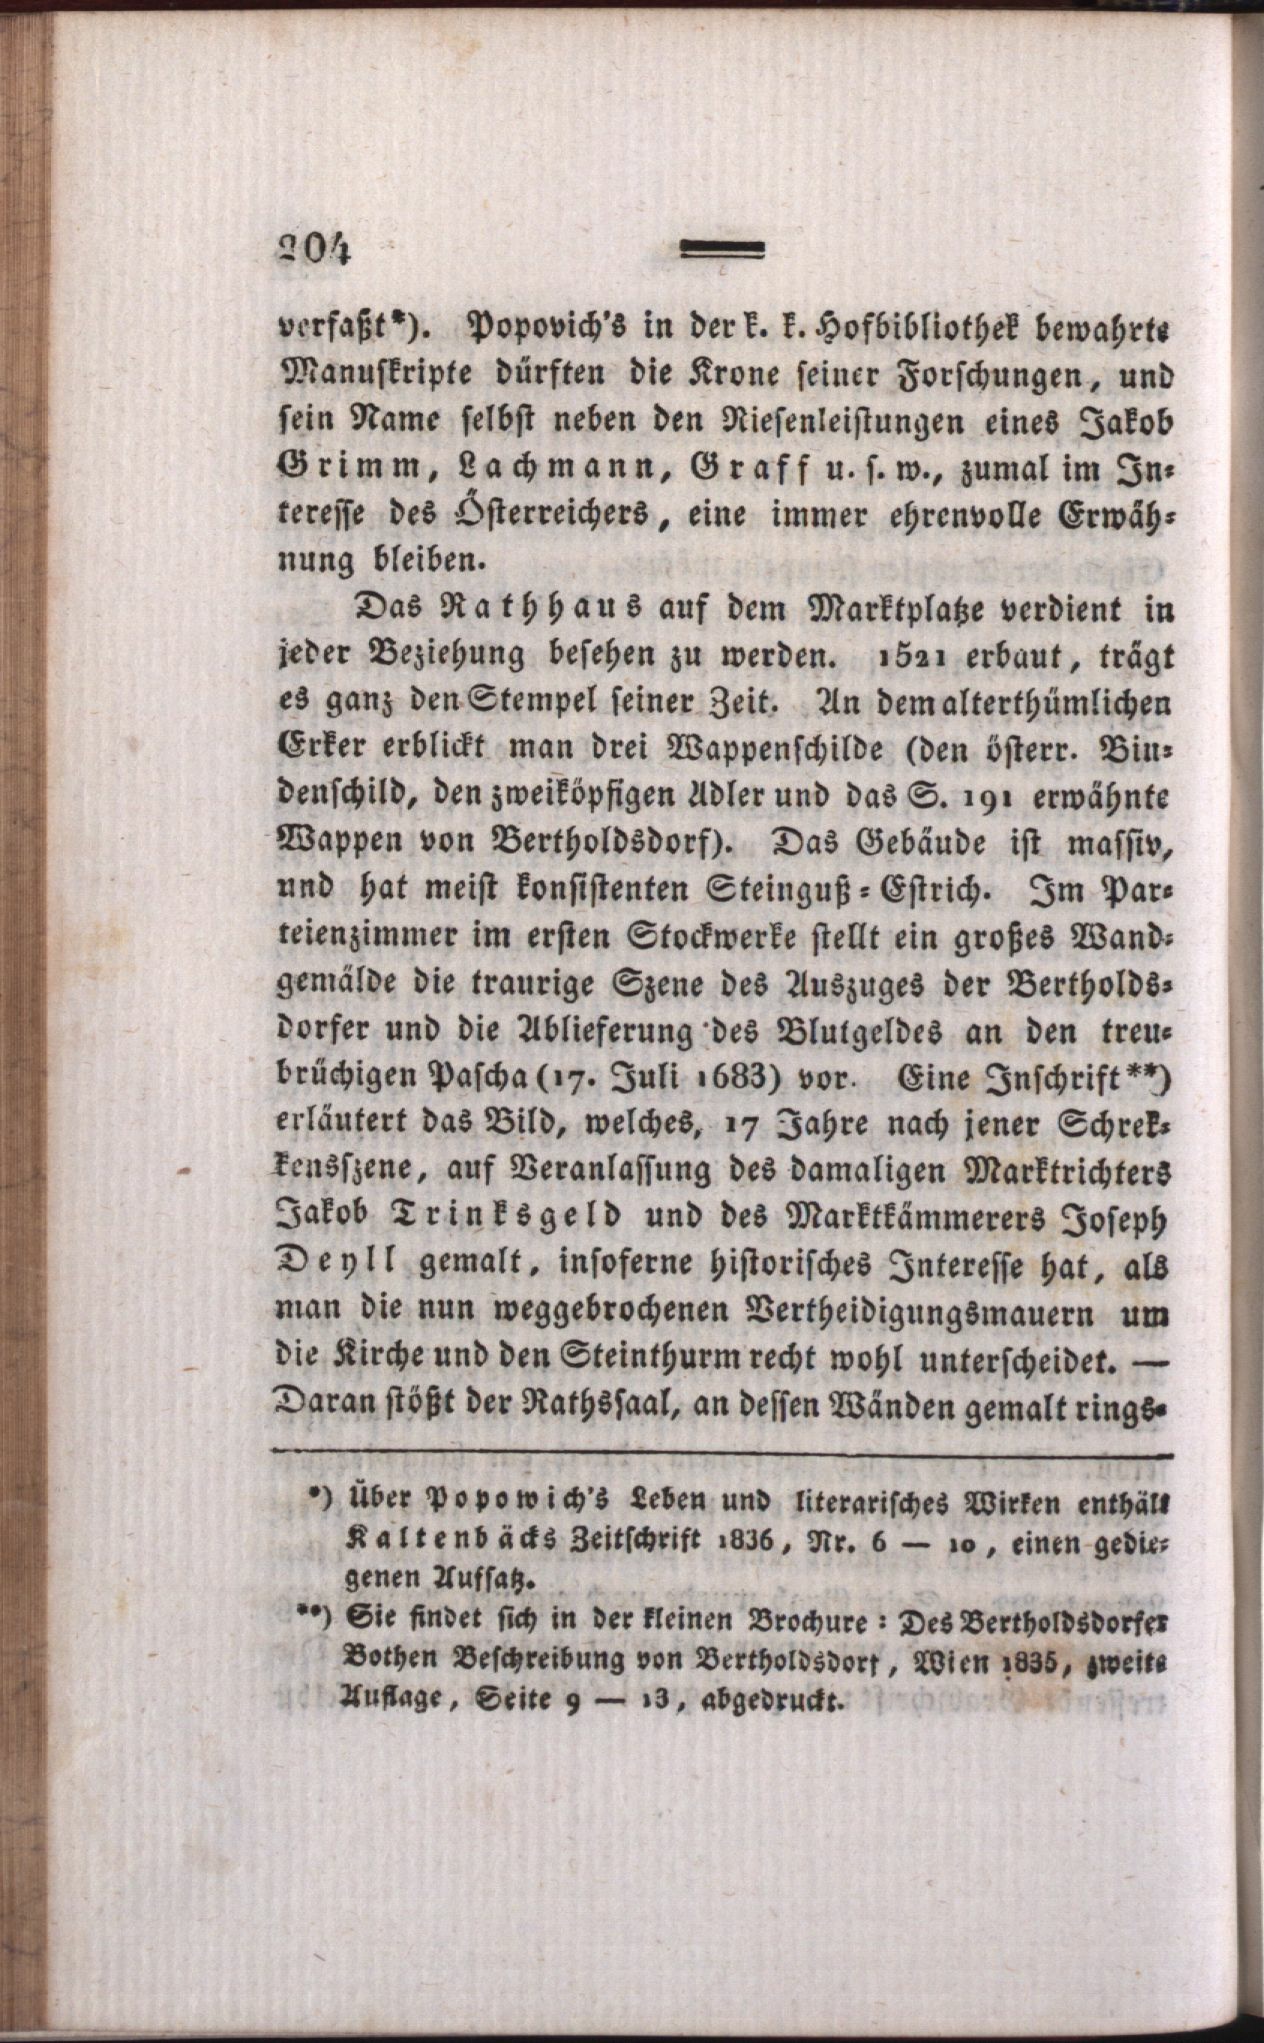 204
verfaßt*). Popovich's in der k. k. Hofbibliothek bewahrte
Manuskripte dürften die Krone seiner Forschungen, und
sein Name selbst neben den Riesenleistungen eines Jakob
Grimm, Lachmann, Graff u. s. w., zumal im In-
teresse des Österreichers, eine immer ehrenvolle Erwäh-
nung bleiben.
Das Rathhaus auf dem Marktplatze verdient in
jeder Beziehung besehen zu werden. 1521 erbaut, trägt
es ganz den Stempel seiner Zeit. An dem alterthümlichen
Erker erblickt man drei Wappenschilde (den österr. Bin-
denschild, den zweiköpfigen Adler und das S. 191 erwähnte
Wappen von Bertholdsdorf). Das Gebäude ist massiv,
und hat meist konsistenten Steinguß-Estrich. Im Par-
teienzimmer im ersten Stockwerke stellt ein großes Wand-
gemälde die traurige Szene des Auszuges der Bertholds-
dorfer und die Ablieferung des Blutgeldes an den treu-
brüchigen Pascha (17. Juli 1683) vor. Eine Inschrift**)
erläutert das Bild, welches, 17 Jahre nach jener Schrek-
kensszene, auf Veranlassung des damaligen Marktrichters
Jakob Trinksgeld und des Marktkämmerers Joseph
Deyll gemalt, insoferne historisches Interesse hat, als
man die nun weggebrochenen Vertheidigungsmauern um
die Kirche und den Steinthurm recht wohl unterscheidet. —
Daran stößt der Rathssaal, an dessen Wänden gemalt rings-
*) Über Popowich's Leben und literarisches Wirken enthält
Kaltenbäcks Zeitschrift 1836, Nr. 6 — 10, einen gedie-
genen Aufsatz.
**) Sie findet sich in der kleinen Brochure: Des Bertholdsdorfer
Bothen Beschreibung von Bertholdsdorf, Wien 1835, zweite
Auflage, Seite 9 — 13, abgedruckt.